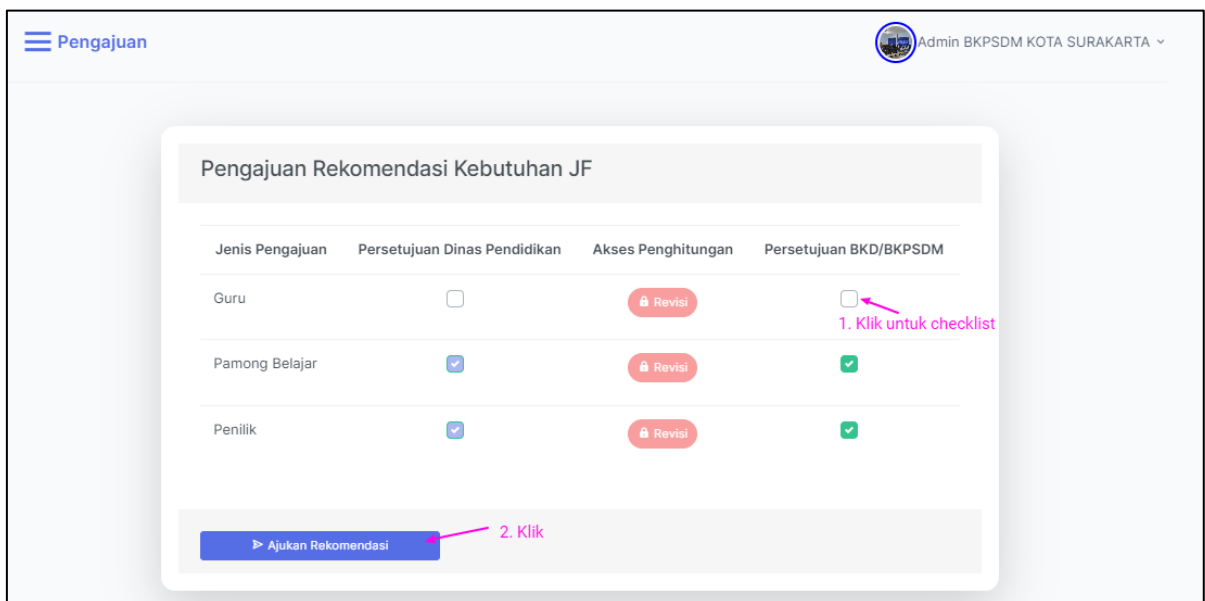 Pengajuan
Admin BKPSDM KOTA SURAKARTA
Pengajuan Rekomendasi Kebutuhan JF
Jenis Pengajuan Persetujuan Dinas Pendidikan Akses Penghitungan Persetujuan BKD/BKPSDM
Guru Revisi
1. Klik untuk checklist
Pamong Belajar Revisi
Penilik Revisi
2. Klik
Ajukan Rekomendasi